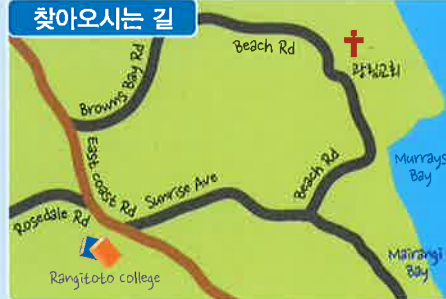 찾아오시는 길
Beach Rd
광림교회
Browns Bay Rd
East coast Rd
Sunrise Ave
Beach Rd
Murrays
Bay
Rosedale Rd
Mairangi
Bay
Rangitoto college